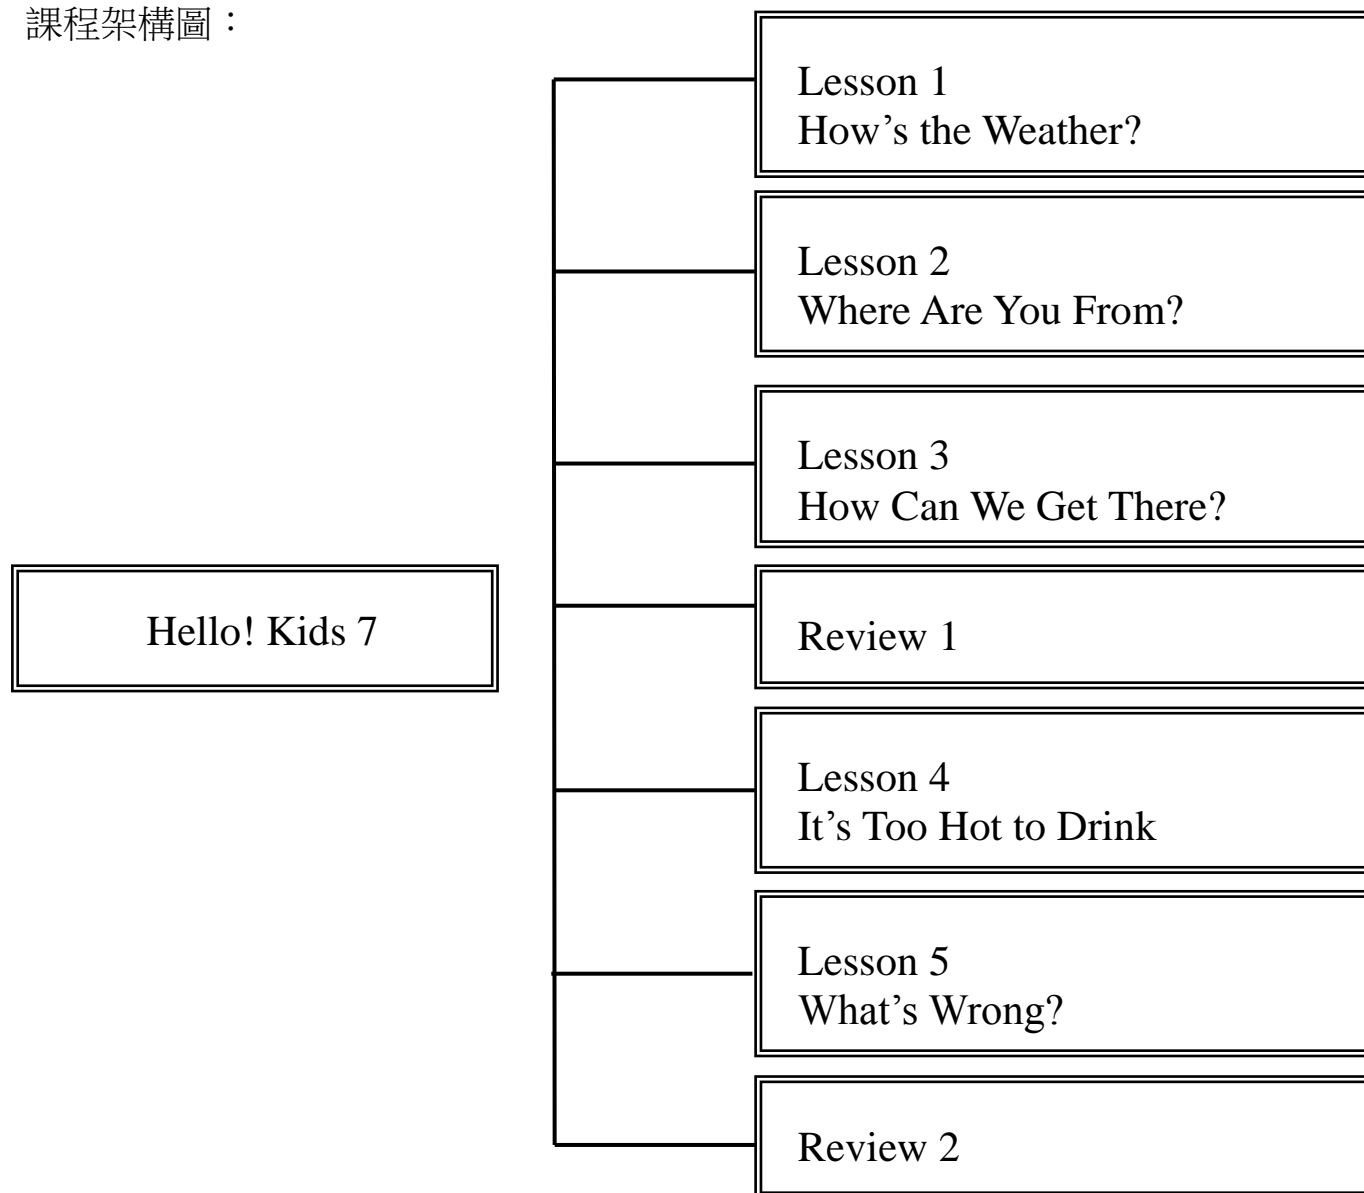 課程架構圖：
Lesson 1
How’s the Weather?
Lesson 2
Where Are You From?
Lesson 3
How Can We Get There?
Hello! Kids 7
Review 1
Lesson 4
It’s Too Hot to Drink
Lesson 5
What’s Wrong?
Review 2